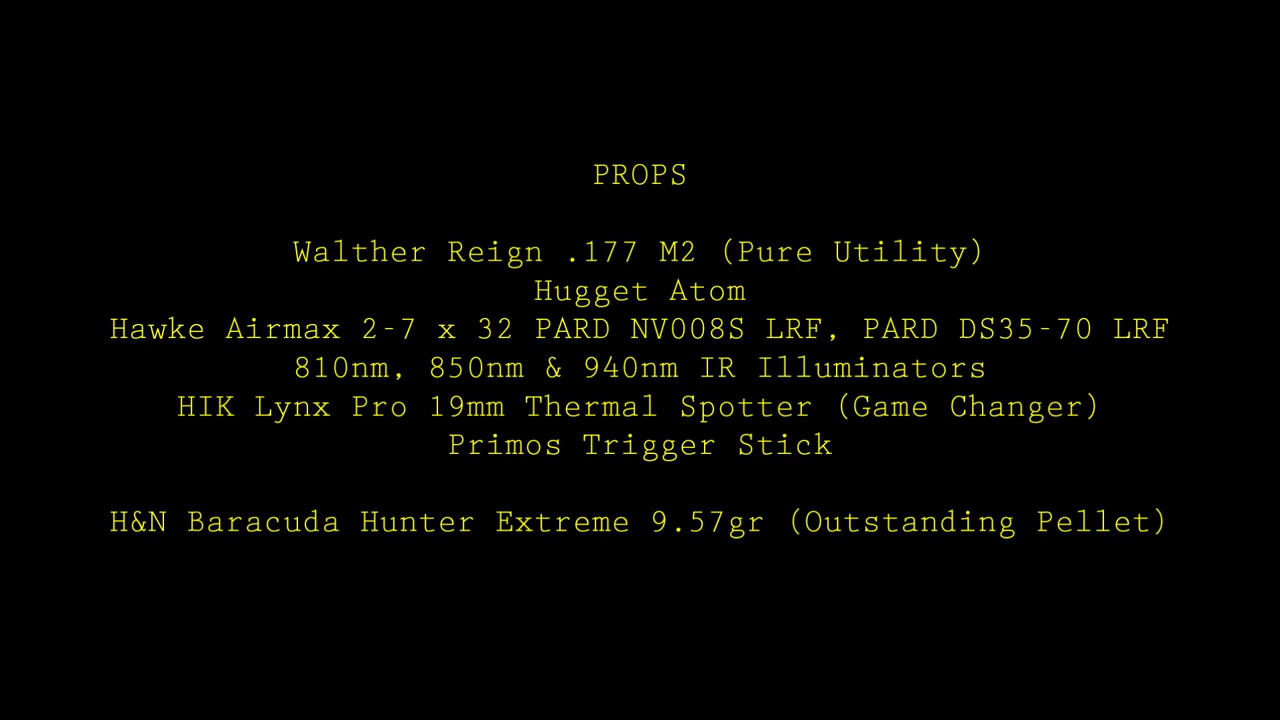 PROPS
Walther Reign .177 M2 (Pure Utility)
Hugget Atom
Hawke Airmax 2-7 x 32 PARD NV008S LRF, PARD DS35-70 LRF
810nm, 850nm & 940nm IR Illuminators
HIK Lynx Pro 19mm Thermal Spotter (Game Changer)
Primos Trigger Stick
H&N Baracuda Hunter Extreme 9.57gr (Outstanding Pellet)